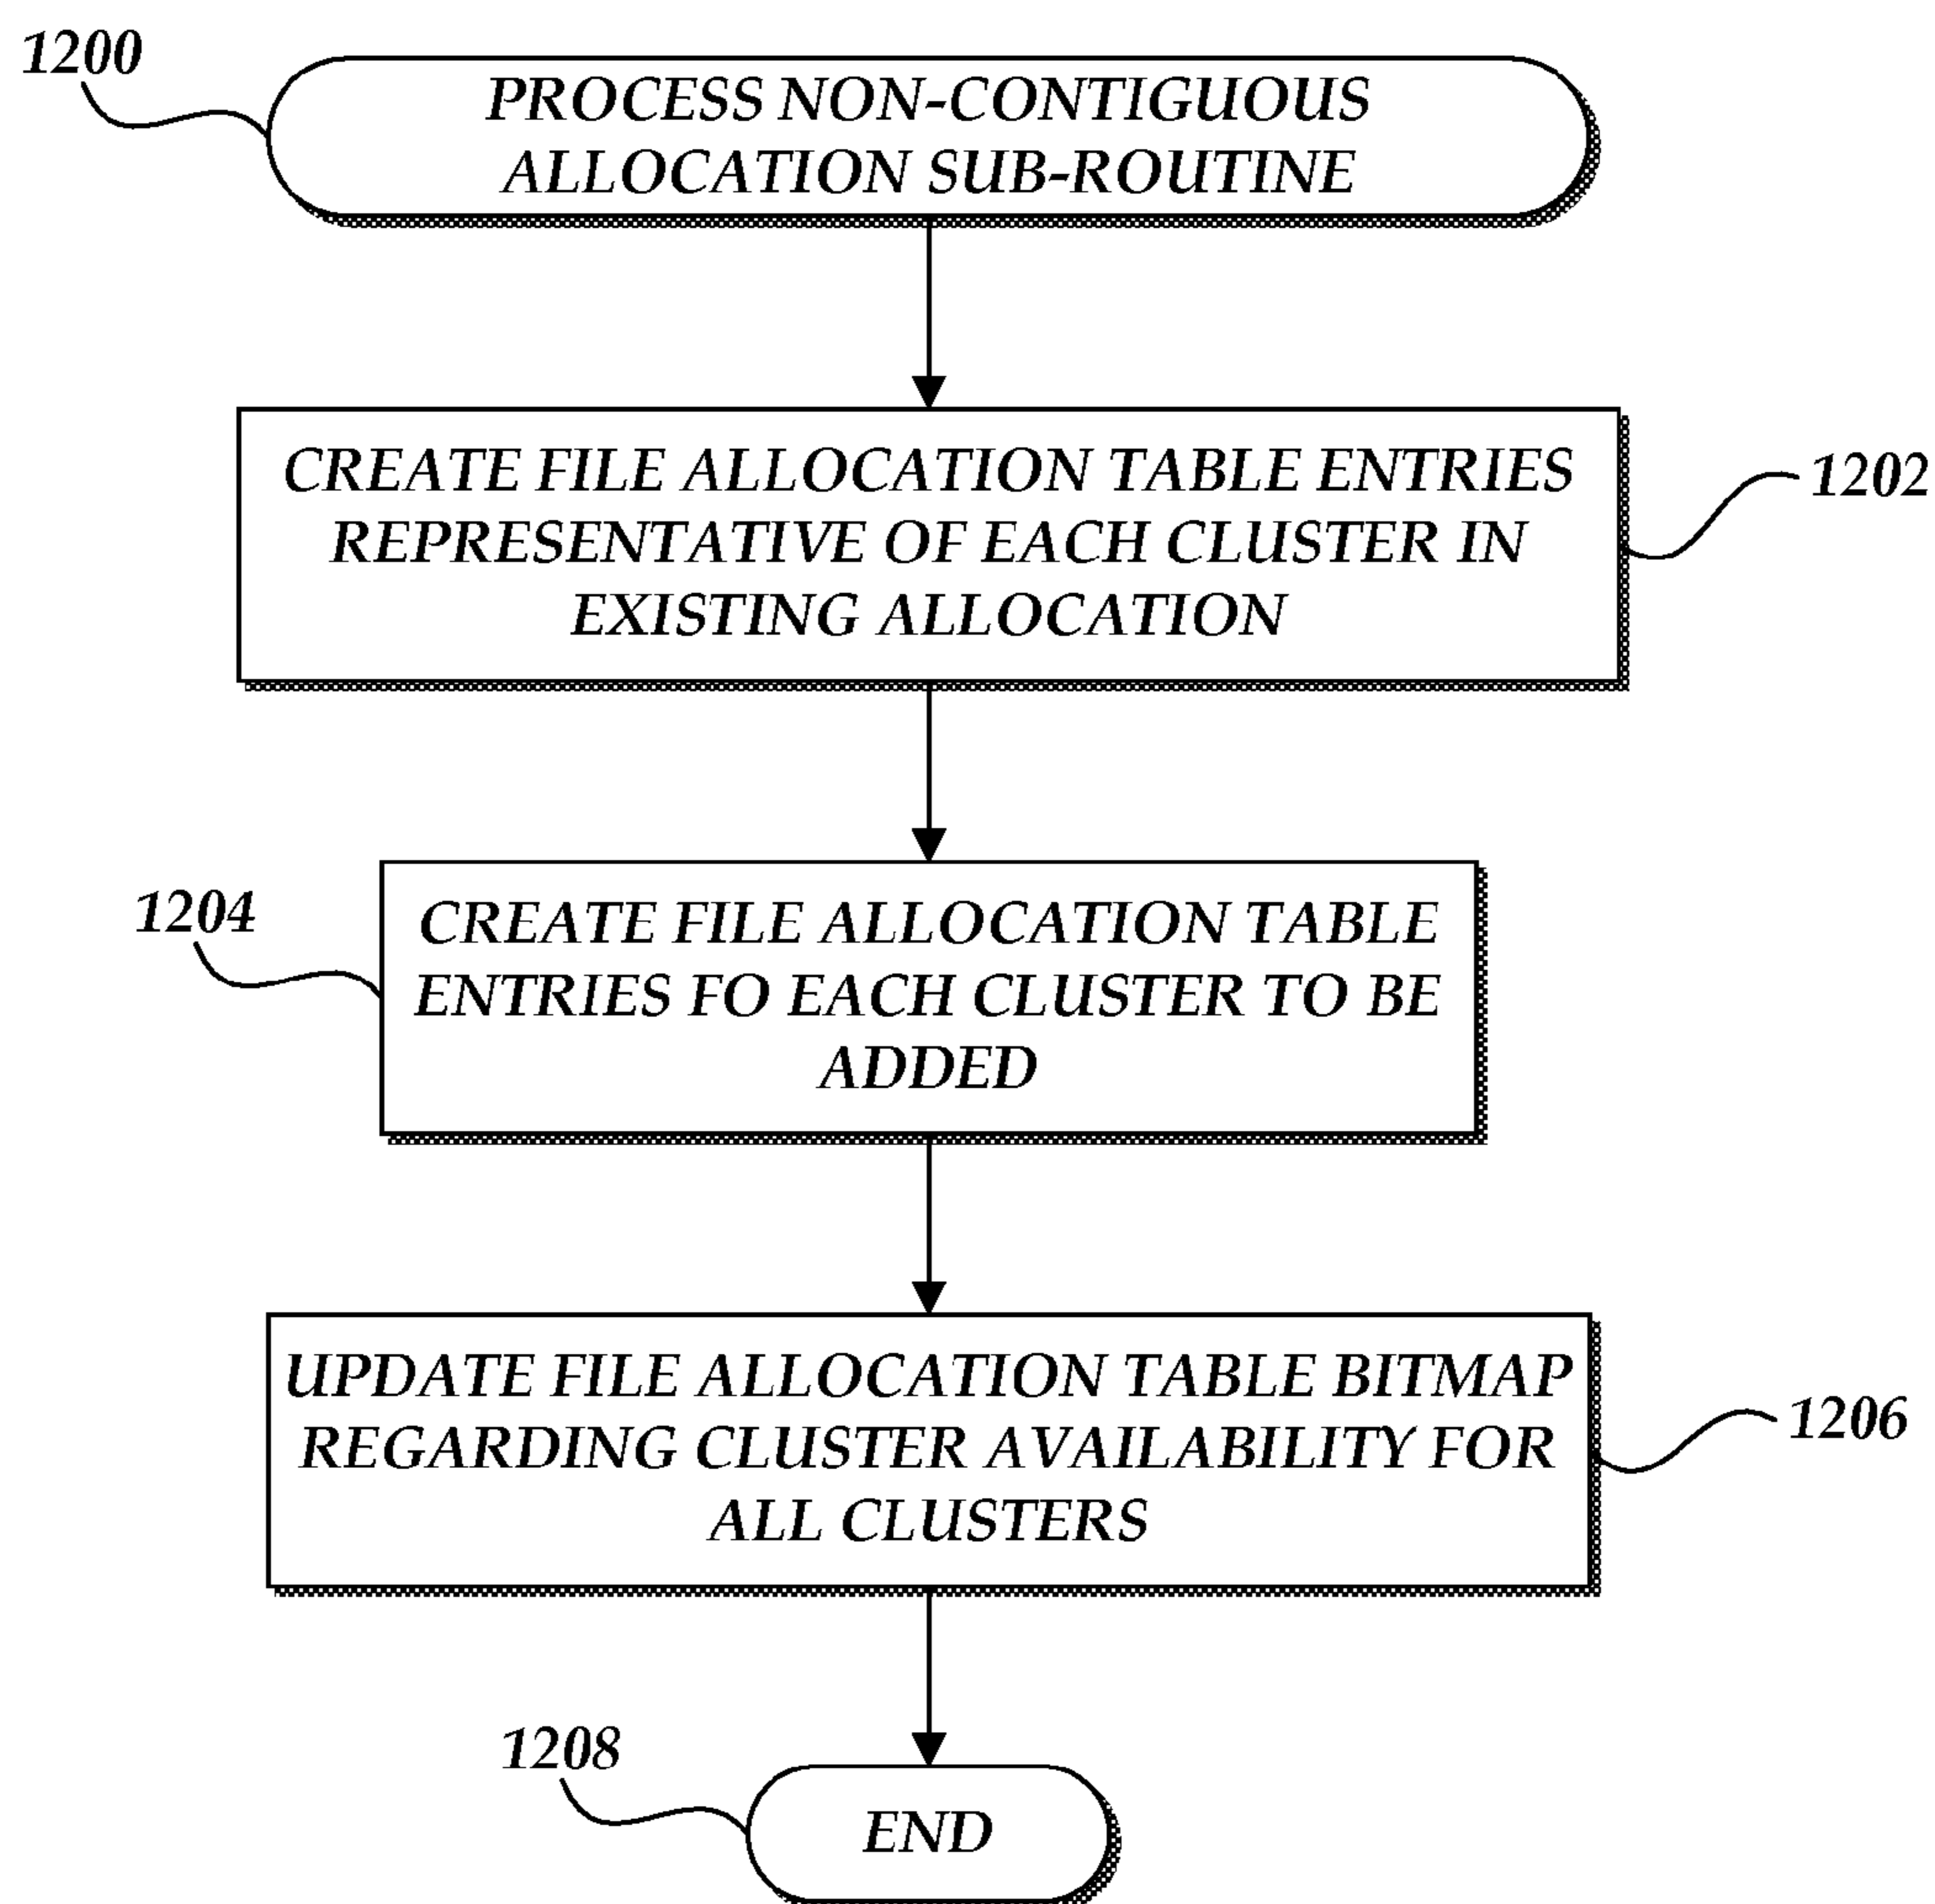 1200
PROCESS NON-CONTIGUOUS
ALLOCATION SUB-ROUTINE
CREATE FILE ALLOCATION TABLE ENTRIES
REPRESENTATIVE OF EACH CLUSTER IN
EXISTING ALLOCATION
1202
1204
CREATE FILE ALLOCATION TABLE
ENTRIES FO EACH CLUSTER TO BE
ADDED
UPDATE FILE ALLOCATION TABLE BITMAP
REGARDING CLUSTER AVAILABILITY FOR
ALL CLUSTERS
1206
1208
END